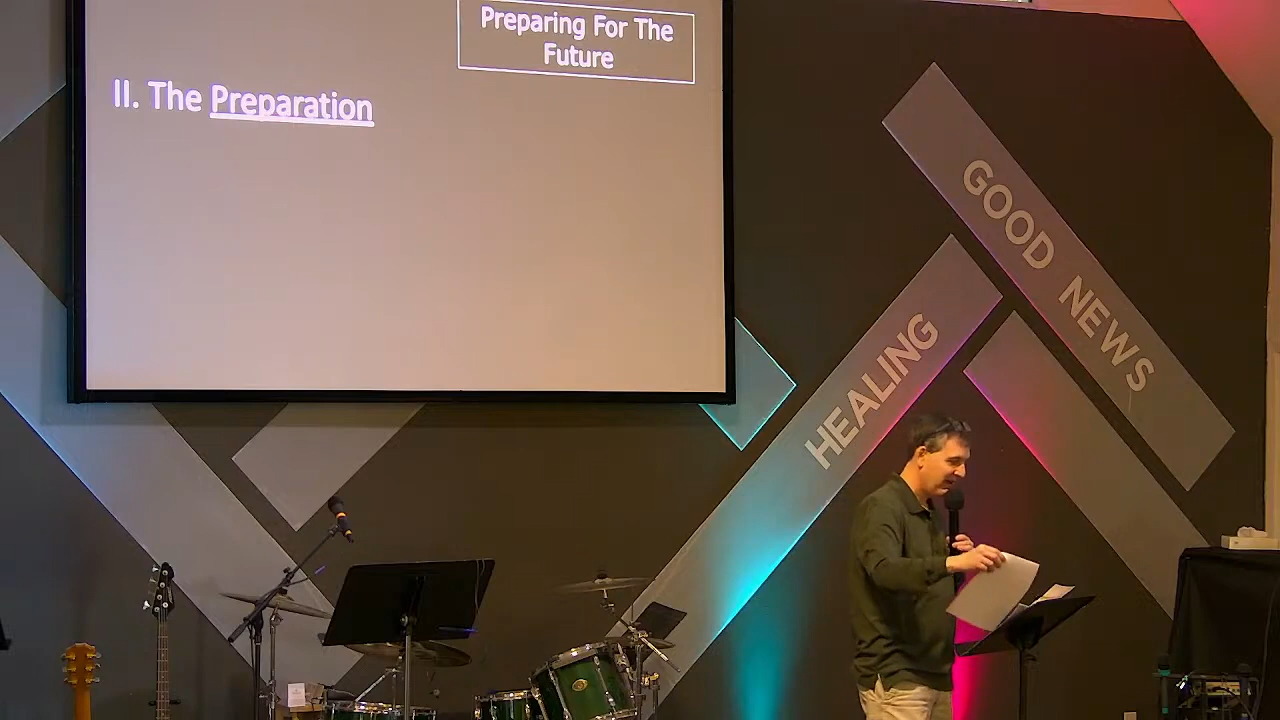 Preparing For The
Future
II. The Preparation
GOOD NEWS
HEALING